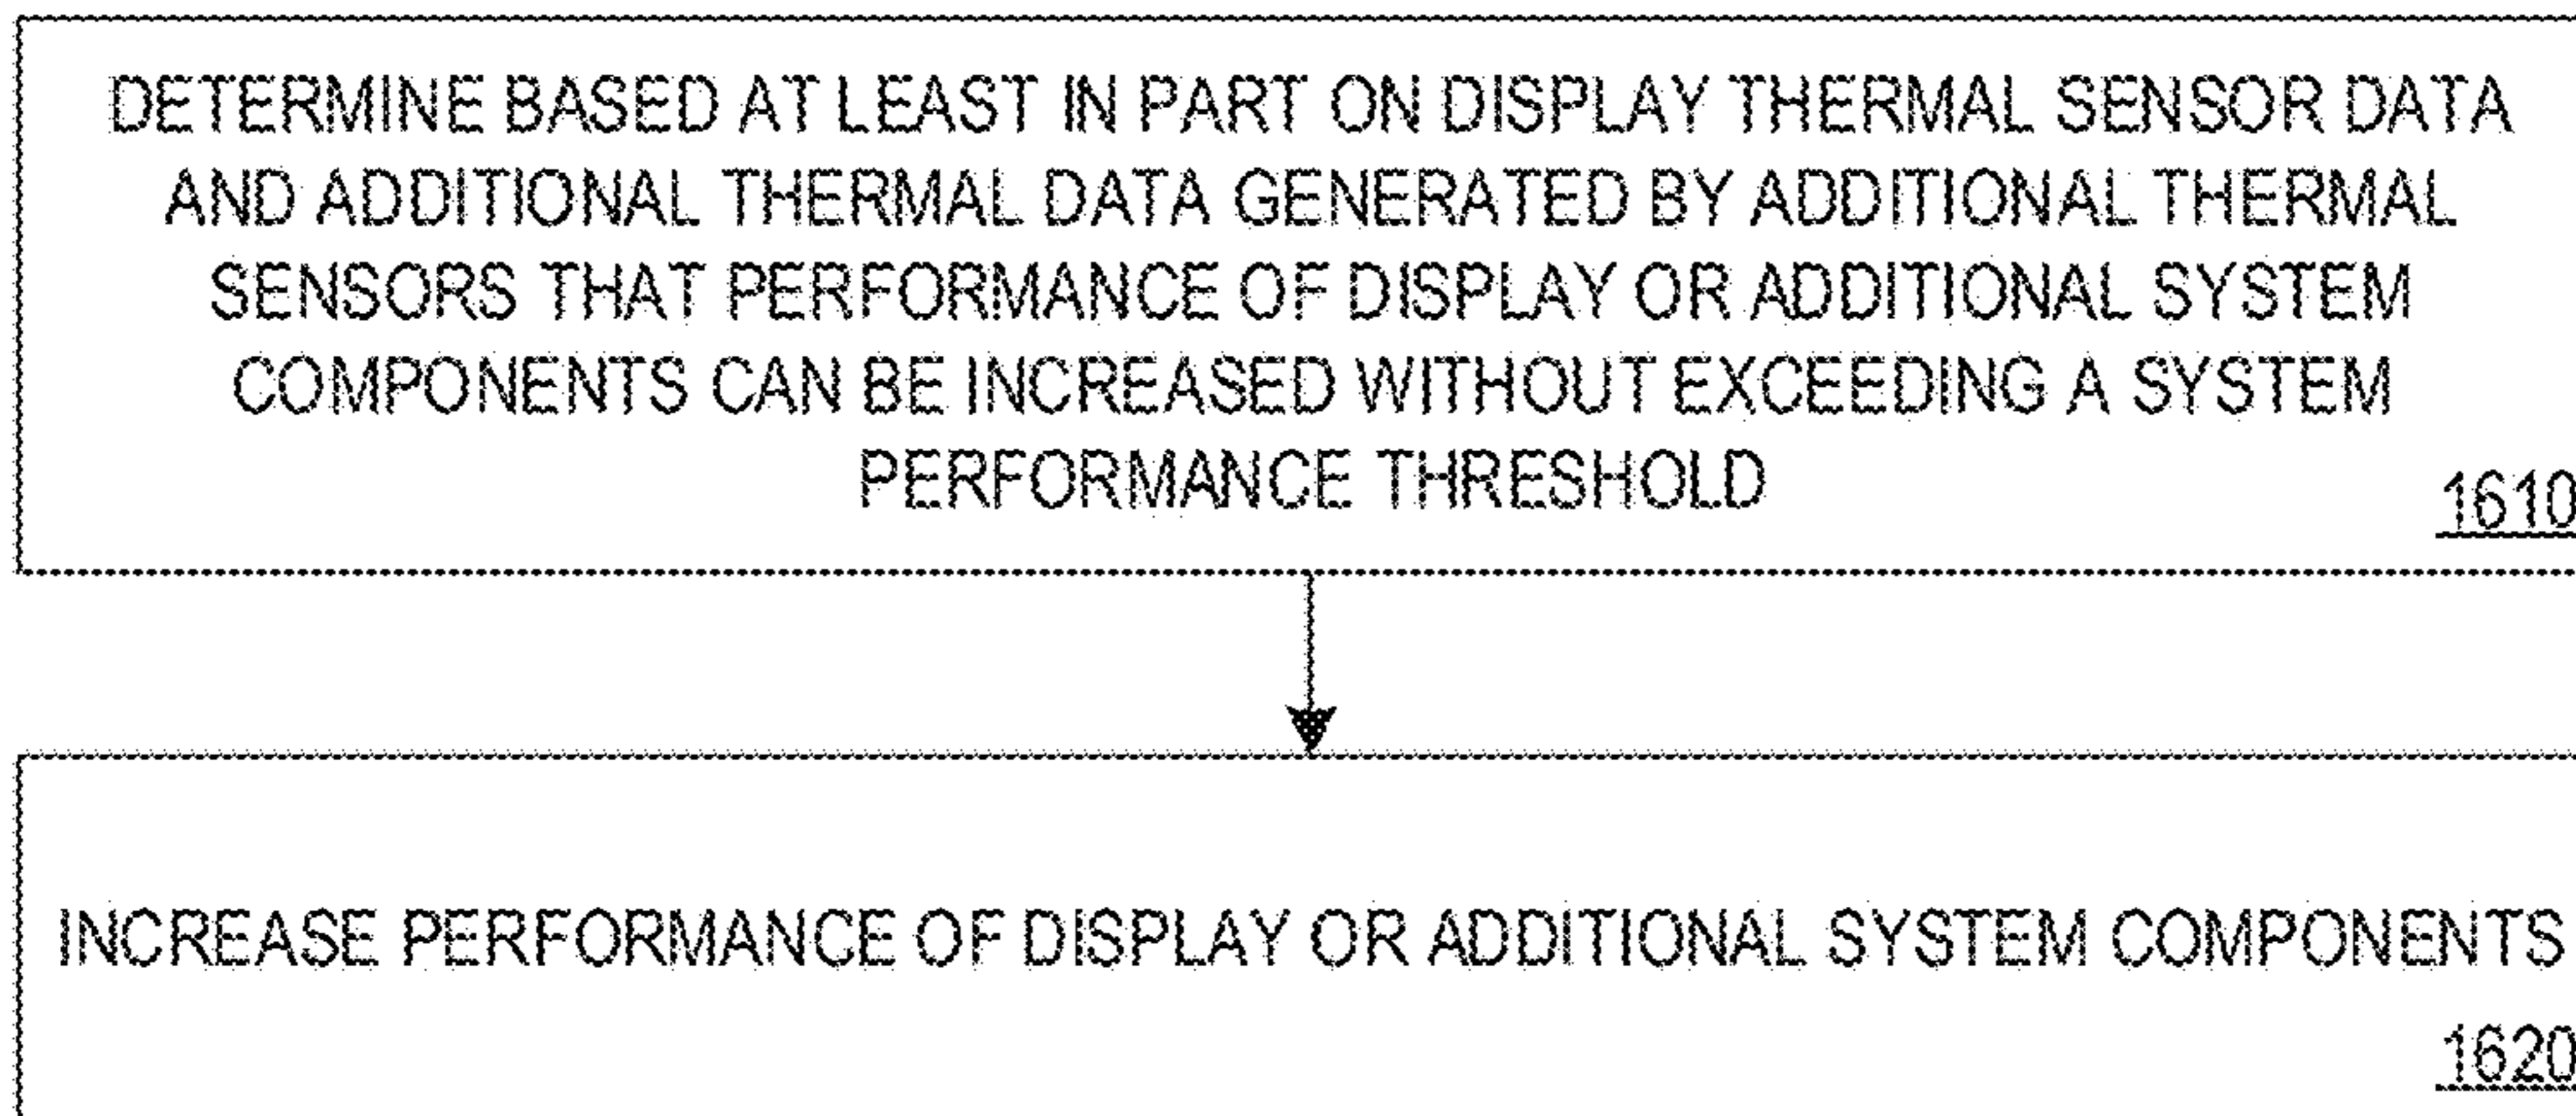 DETERMINE BASED AT LEAST IN PART ON DISPLAY THERMAL SENSOR DATA
AND ADDITIONAL THERMAL DATA GENERATED BY ADDITIONAL THERMAL
SENSORS THAT PERFORMANCE OF DISPLAY OR ADDITIONAL SYSTEM
COMPONENTS CAN BE INCREASED WITHOUT EXCEEDING A SYSTEM
PERFORMANCE THRESHOLD
1610
INCREASE PERFORMANCE OF DISPLAY OR ADDITIONAL SYSTEM COMPONENTS
1620